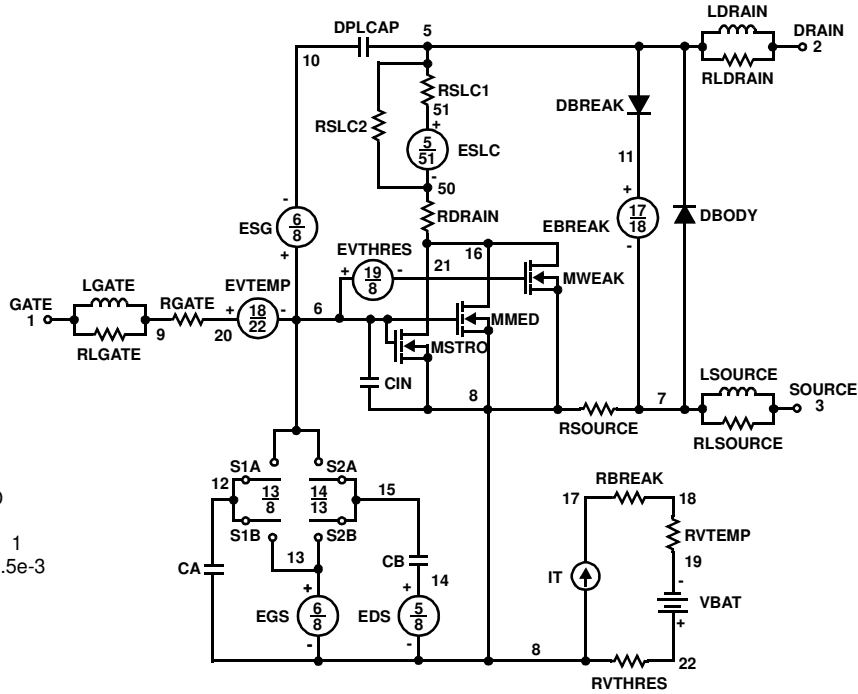 LDRAIN
DPLCAP 5 DRAIN
10 2
RLDRAIN
RSLC1
51
DBREAK
RSLC2
+
5
51
ESLC
-
50
11
-
6
8
ESG
+
RDRAIN
+
17
18
EBREAK
-
DBODY
EVTHRES
16
+
19
8
-
21
MWEAK
LGATE
EVTEMP
GATE
1
RGATE
+
18
22
-
6
MMED
9
20
MSTRO
RLGATE
CIN
8
LSOURCE
7
SOURCE
3
RSOURCE
RLSOURCE
S1A
S2A
12
13
8
14
13
15
S1B
S2B
13
CA
CB
14
+
EGS
6
8
-
+
EDS
5
8
-
8
RBREAK
17
18
RVTEMP
19
IT
-
VBAT
+
22
RVTHRES
1
.5e-3